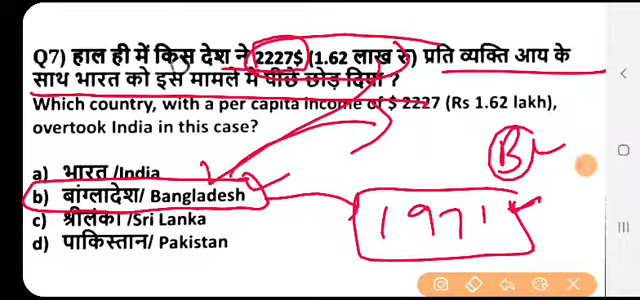 Q7) हाल ही में किस देश ने 2227$ (1.62 लाख रु) प्रति व्यक्ति आय के
साथ भारत को इस मामले में पीछे छोड़ दिया ?
Which country, with a per capita income of $ 2227 (Rs 1.62 lakh),
overtook India in this case?
a) भारत /India
b) बांग्लादेश/ Bangladesh
c) श्रीलंका /Sri Lanka
d) पाकिस्तान/ Pakistan
B
1971